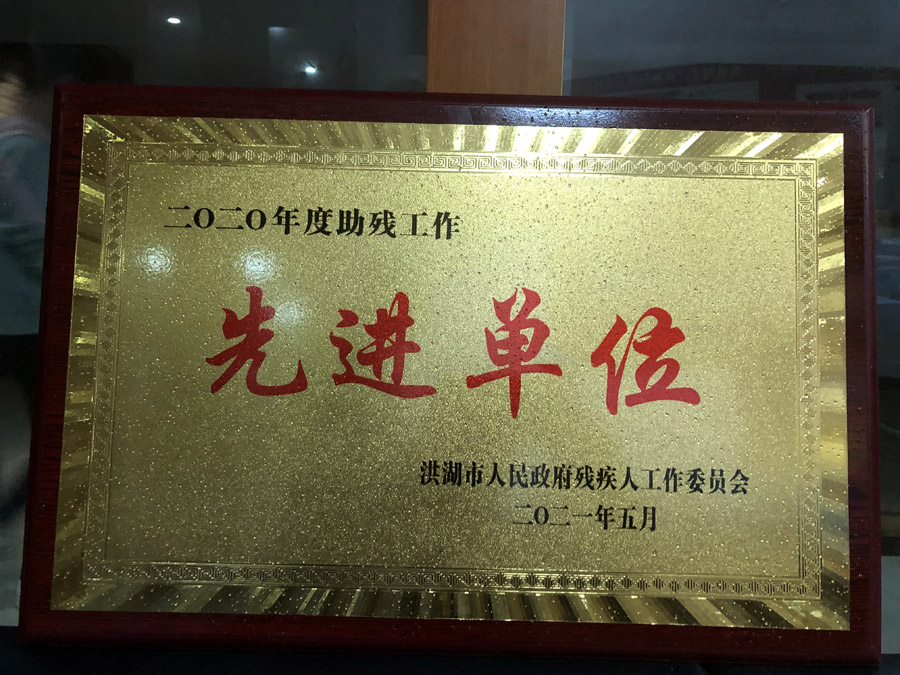 二〇二〇年度助残工作
先进单位
洪湖市人民政府残疾人工作委员会
二〇二一年五月